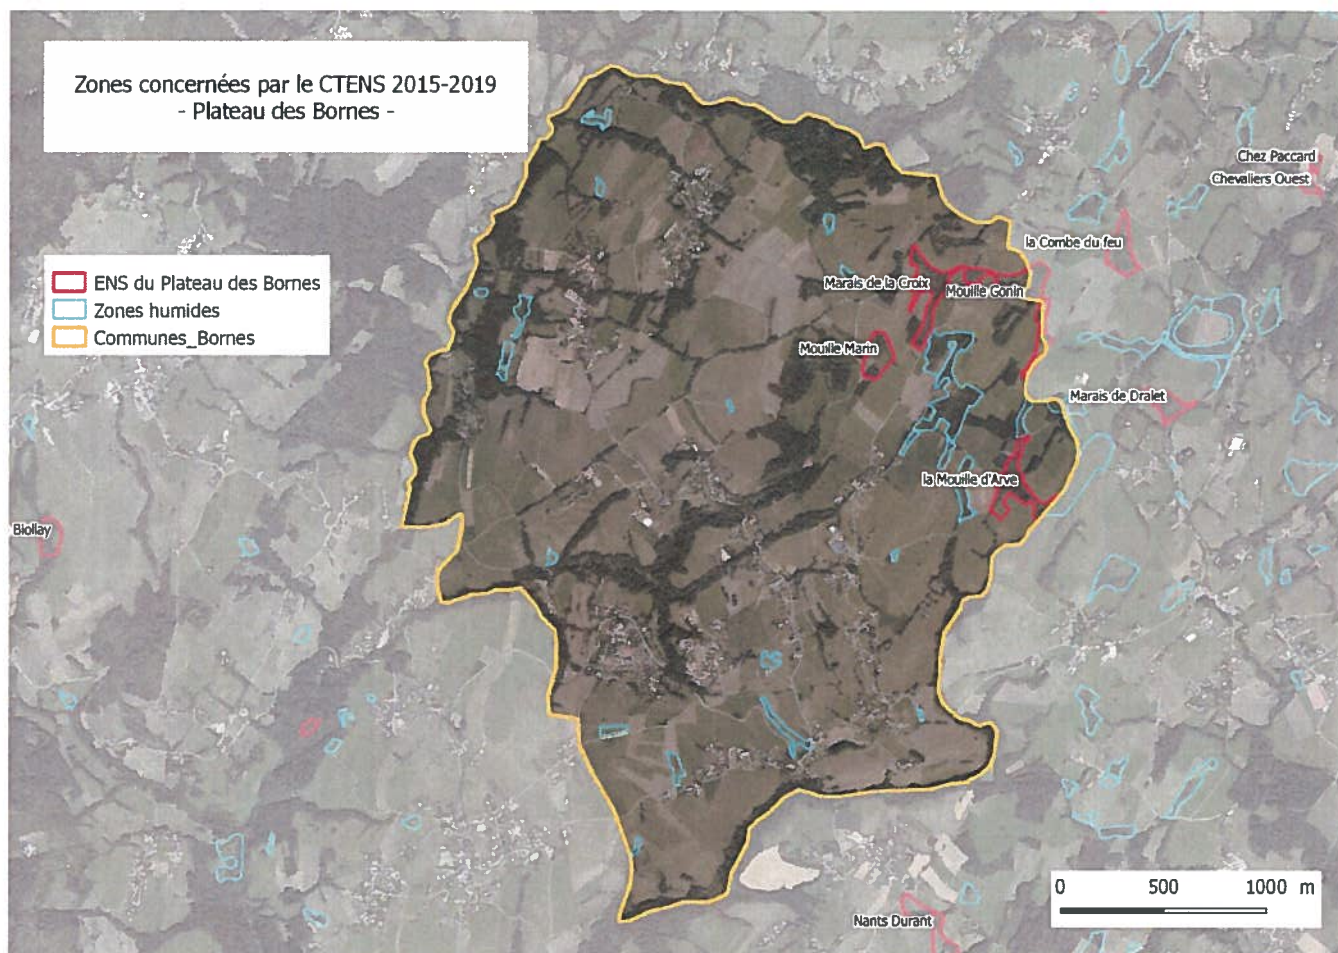 Zones concernées par le CTENS 2015-2019
- Plateau des Bornes -
ENS du Plateau des Bornes
Zones humides
Communes_Bornes
Chez Paccard
Chevaliers Ouest
la Combe du feu
Marais de la Croix
Mouille Gonin
Mouille Marin
Marais de Dralet
la Mouille d'Arve
Biollay
Nants Durant
0 500 1000 m